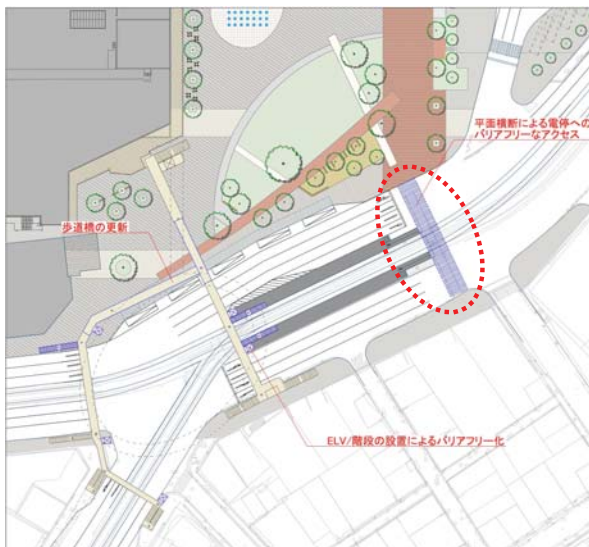 平面横断による電停への
バリアフリーなアクセス
歩道橋の更新
ELV/階段の設置によるバリアフリー化